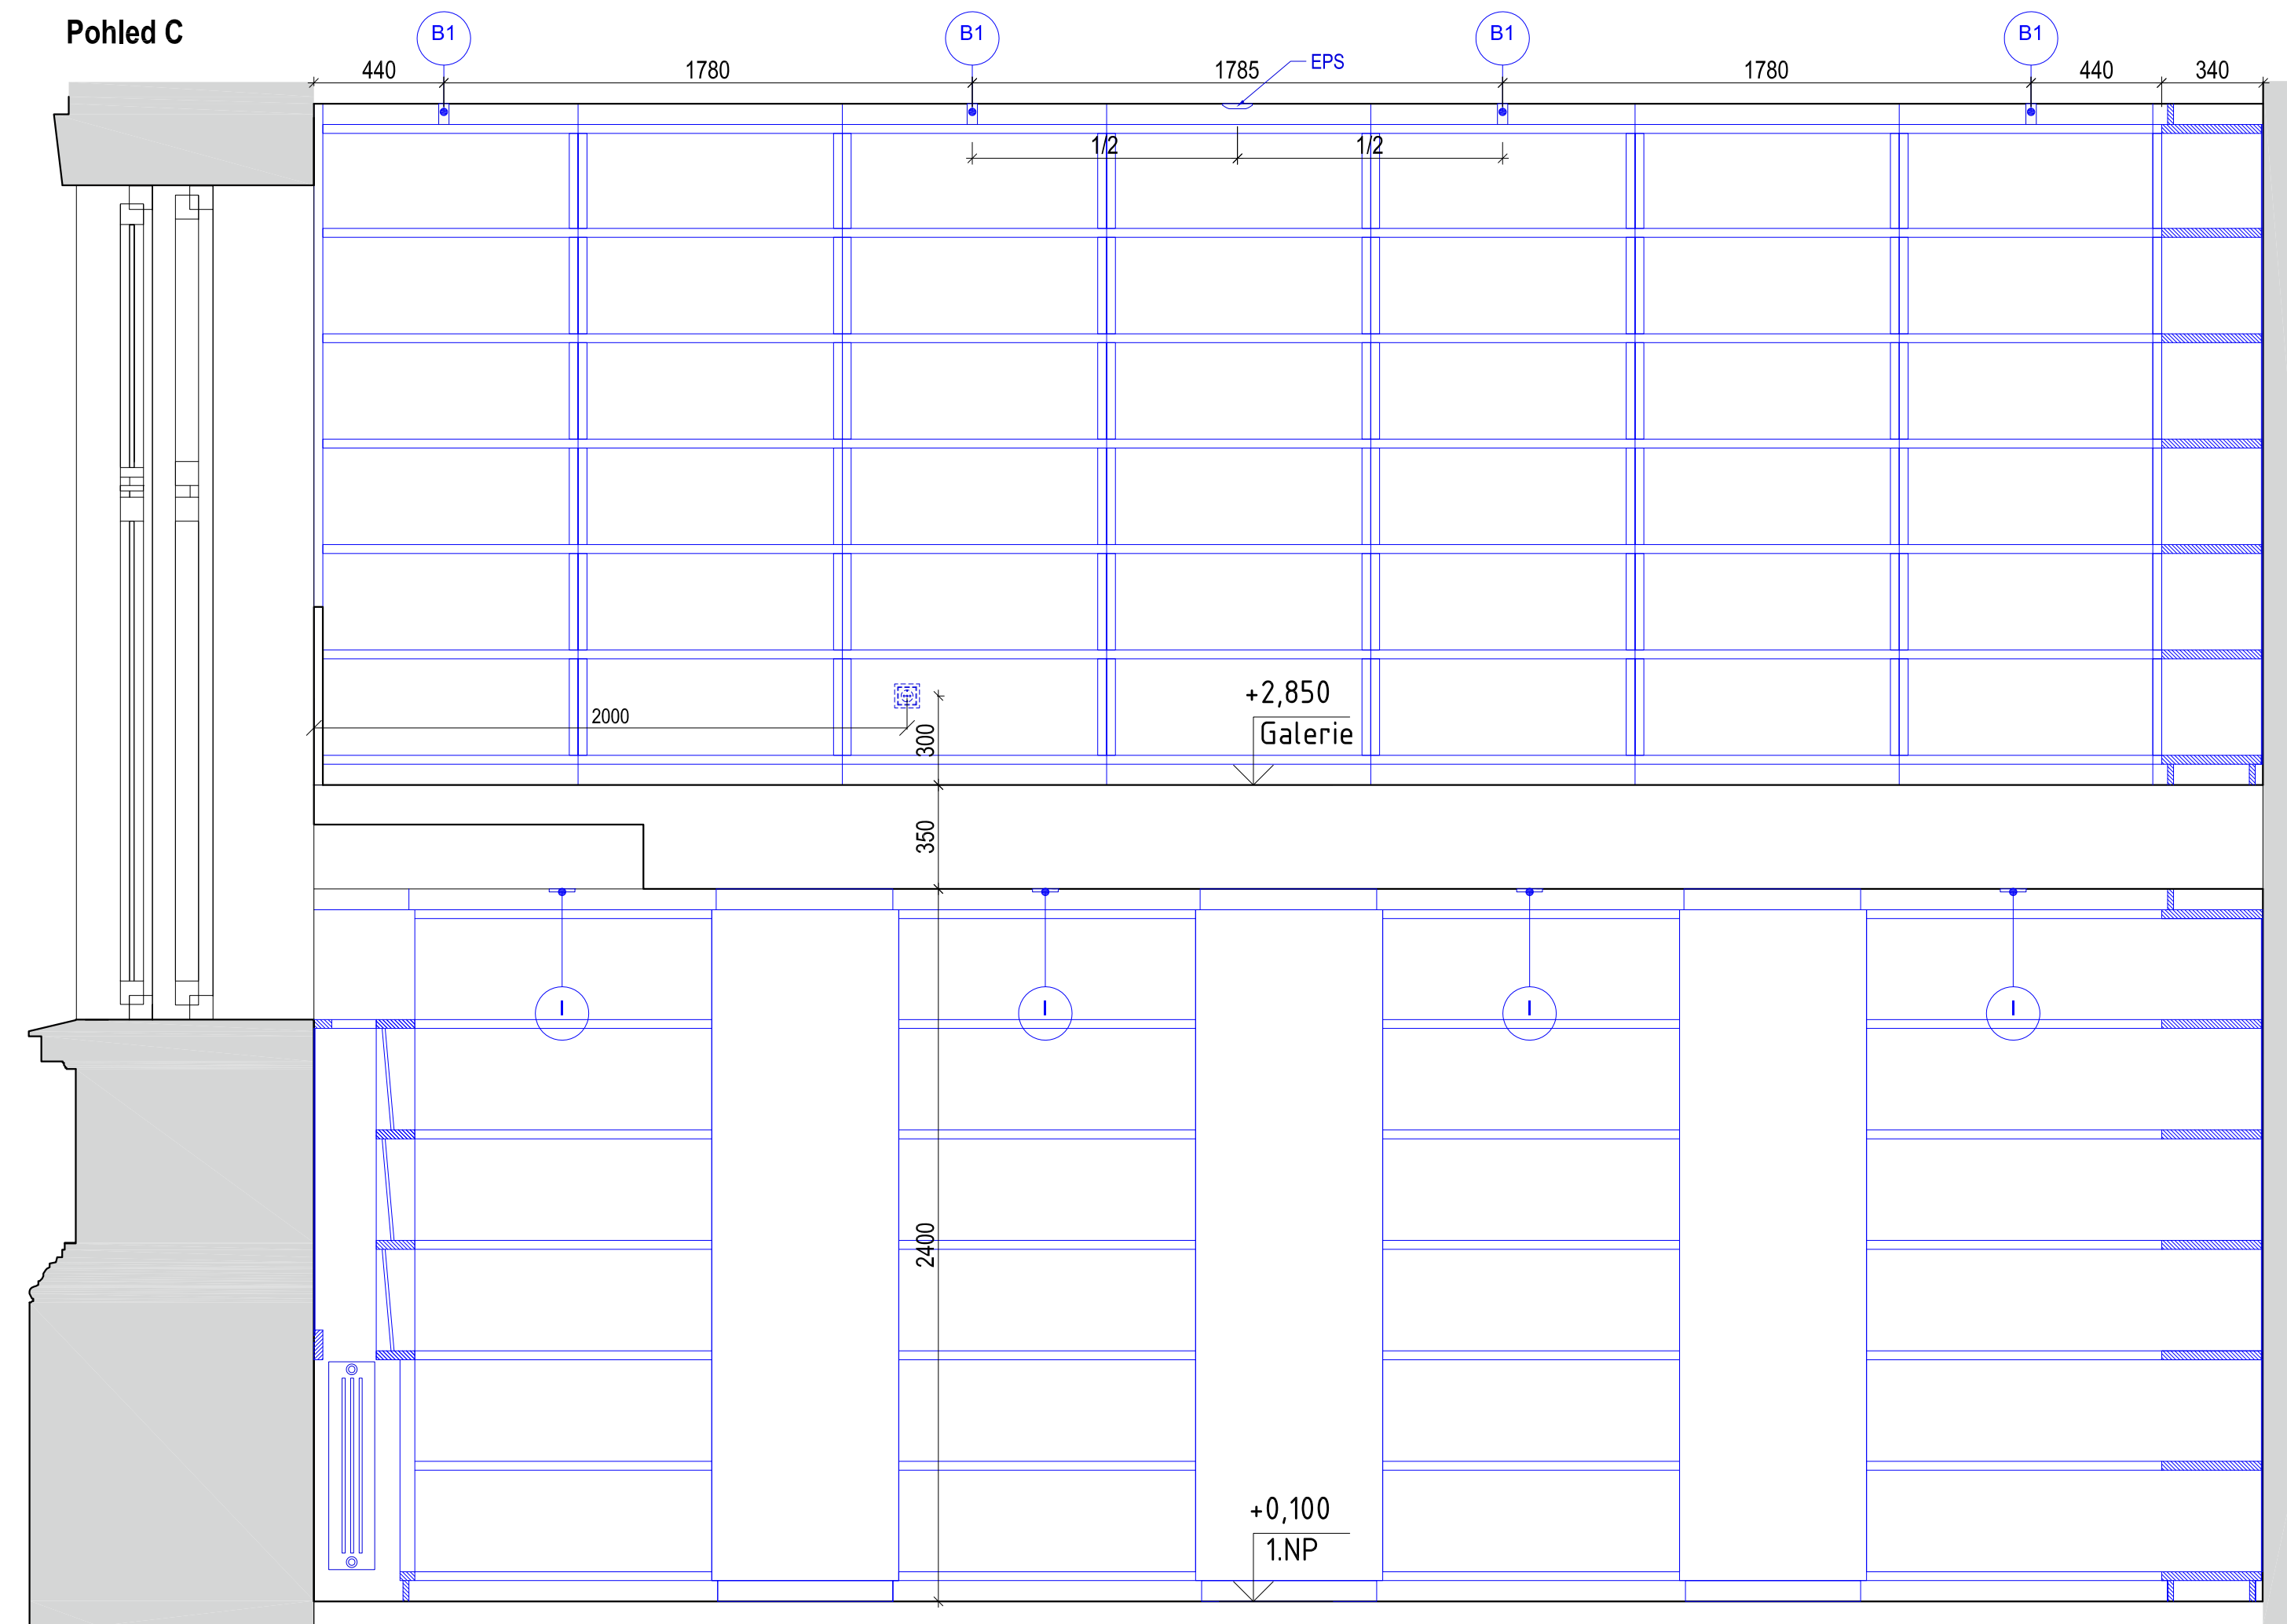 Pohled C
B1 B1 B1 B1
EPS
440 1780 1785 1780 440 340
1/2 1/2
+2,850
Galerie
2000
300
350
I I I I
2400
+0,100
1.NP